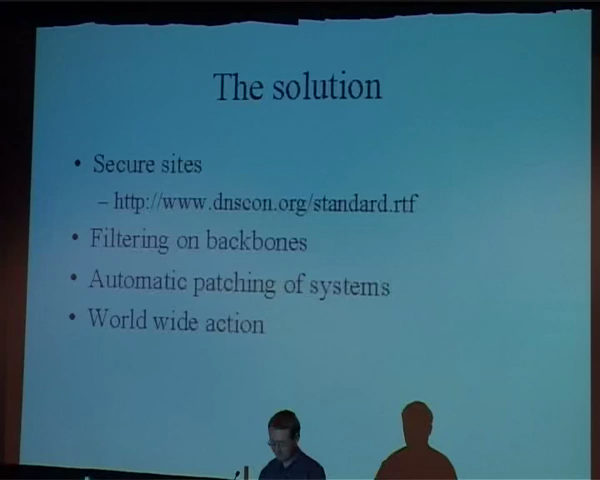 The solution
• Secure sites
– http://www.dnscon.org/standard.rtf
• Filtering on backbones
• Automatic patching of systems
• World wide action